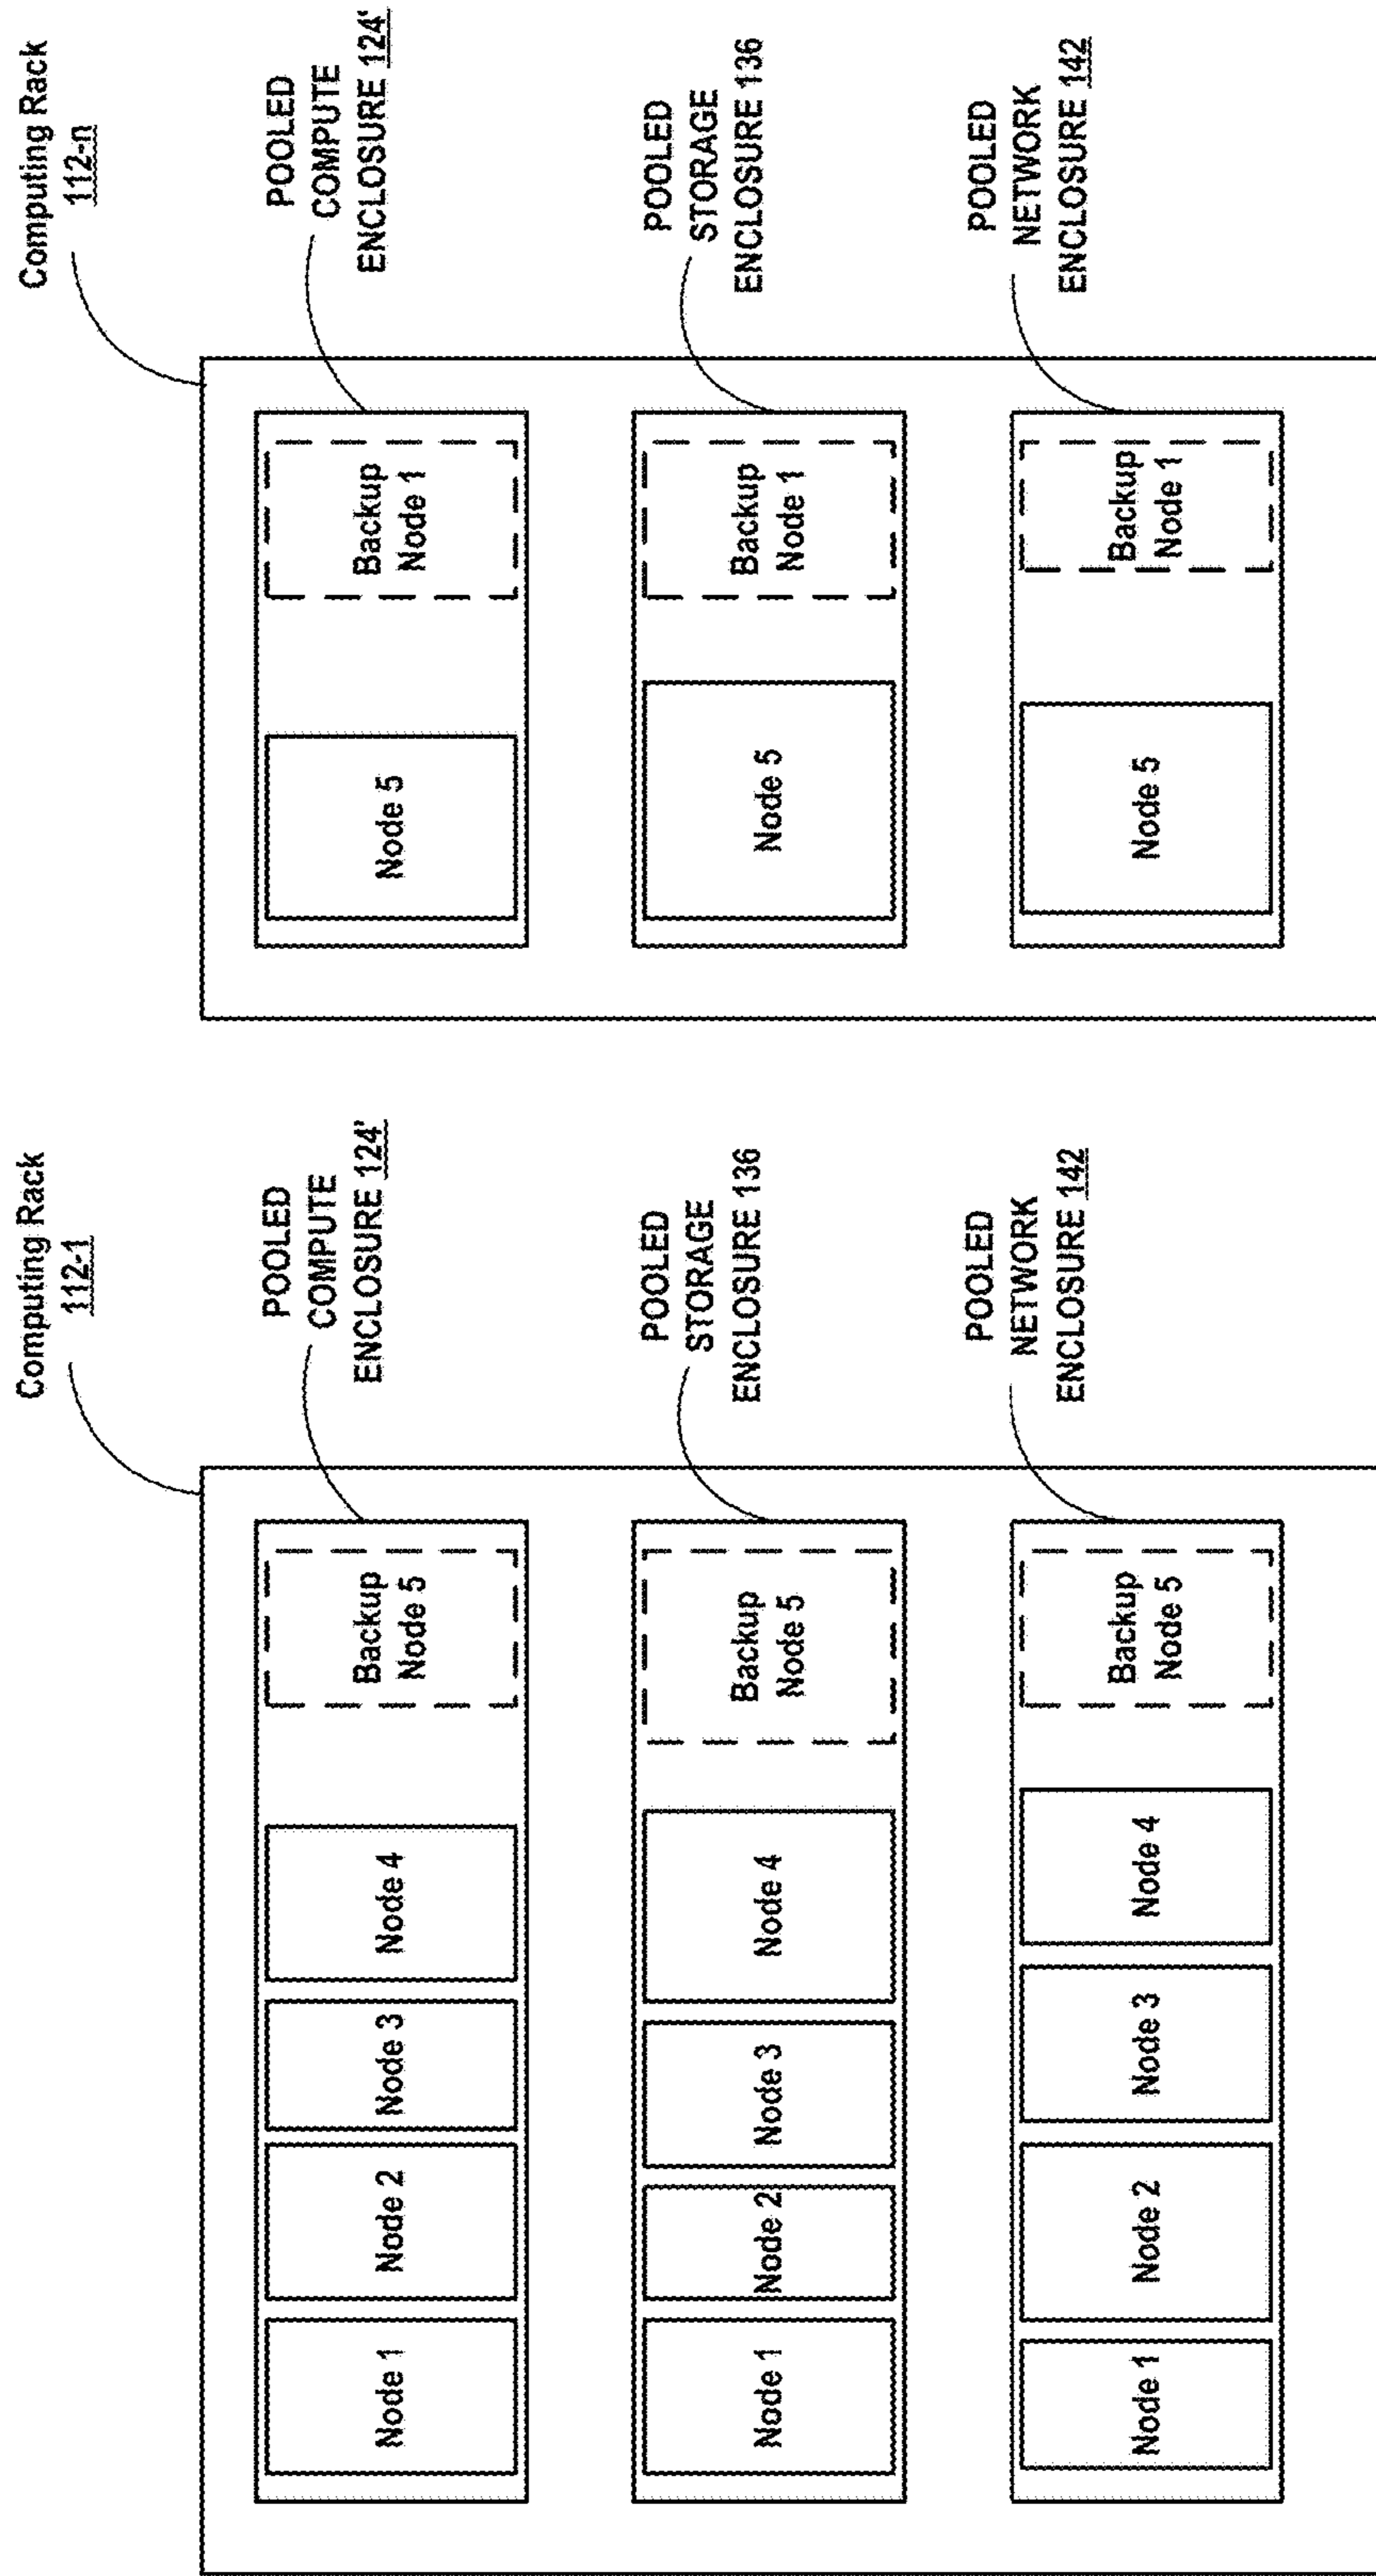 Computing Rack
112-1
POOLED
COMPUTE
ENCLOSURE 124'
Node 1
Node 2
Node 3
Node 4
Backup
Node 5
POOLED
STORAGE
ENCLOSURE 136
Node 1
Node 2
Node 3
Node 4
Backup
Node 5
POOLED
NETWORK
ENCLOSURE 142
Node 1
Node 2
Node 3
Node 4
Backup
Node 5
Computing Rack
112-n
POOLED
COMPUTE
ENCLOSURE 124'
Node 5
Backup
Node 1
POOLED
STORAGE
ENCLOSURE 136
Node 5
Backup
Node 1
POOLED
NETWORK
ENCLOSURE 142
Node 5
Backup
Node 1